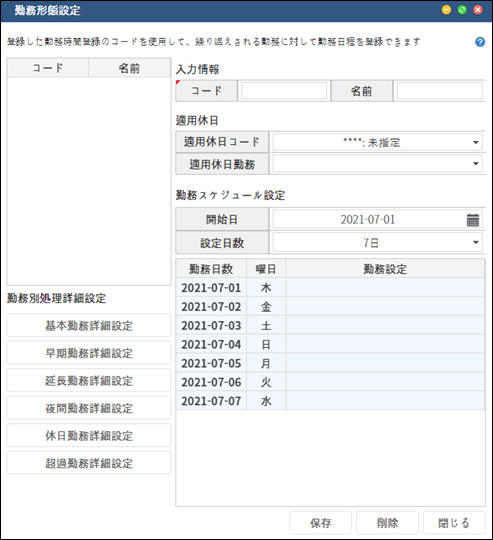 勤務形態設定
登録した勤務時間登録のコードを使用して、繰り返えされる勤務に対して勤務日程を登録できます
コード 名前
入力情報
コード 名前
適用休日
適用休日コード ****: 未指定
適用休日勤務
勤務スケジュール設定
開始日 2021-07-01
設定日数 7日
勤務日数 曜日 勤務設定
2021-07-01 木
2021-07-02 金
2021-07-03 土
2021-07-04 日
2021-07-05 月
2021-07-06 火
2021-07-07 水
勤務別処理詳細設定
基本勤務詳細設定
早期勤務詳細設定
延長勤務詳細設定
夜間勤務詳細設定
休日勤務詳細設定
超過勤務詳細設定
保存 削除 閉じる